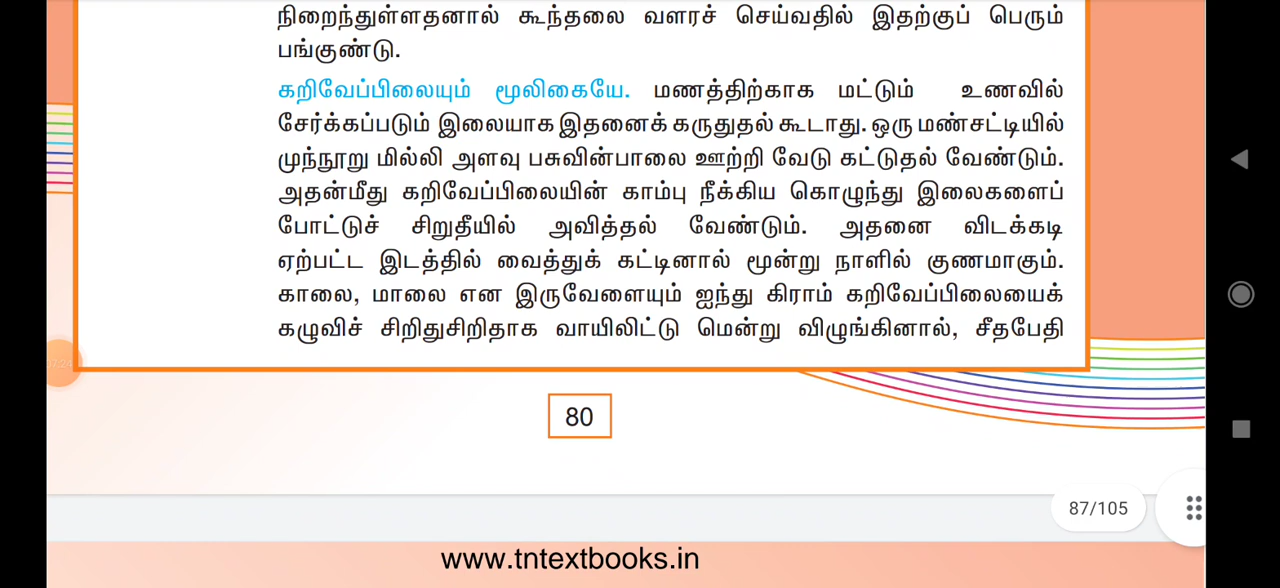 நிறைந்துள்ளதனால் கூந்தலை வளரச் செய்வதில் இதற்குப் பெரும்
பங்குண்டு.
கறிவேப்பிலையும் மூலிகையே. மணத்திற்காக மட்டும் உணவில்
சேர்க்கப்படும் இலையாக இதனைக் கருதுதல் கூடாது. ஒரு மண்சட்டியில்
முந்நூறு மில்லி அளவு பசுவின்பாலை ஊற்றி வேடு கட்டுதல் வேண்டும்.
அதன்மீது கறிவேப்பிலையின் காம்பு நீக்கிய கொழுந்து இலைகளைப்
போட்டுச் சிறுதீயில் அவித்தல் வேண்டும். அதனை விடக்கடி
ஏற்பட்ட இடத்தில் வைத்துக் கட்டினால் மூன்று நாளில் குணமாகும்.
காலை, மாலை என இருவேளையும் ஐந்து கிராம் கறிவேப்பிலையைக்
கழுவிச் சிறிதுசிறிதாக வாயிலிட்டு மென்று விழுங்கினால், சீதபேதி
80
87/105
www.tntextbooks.in